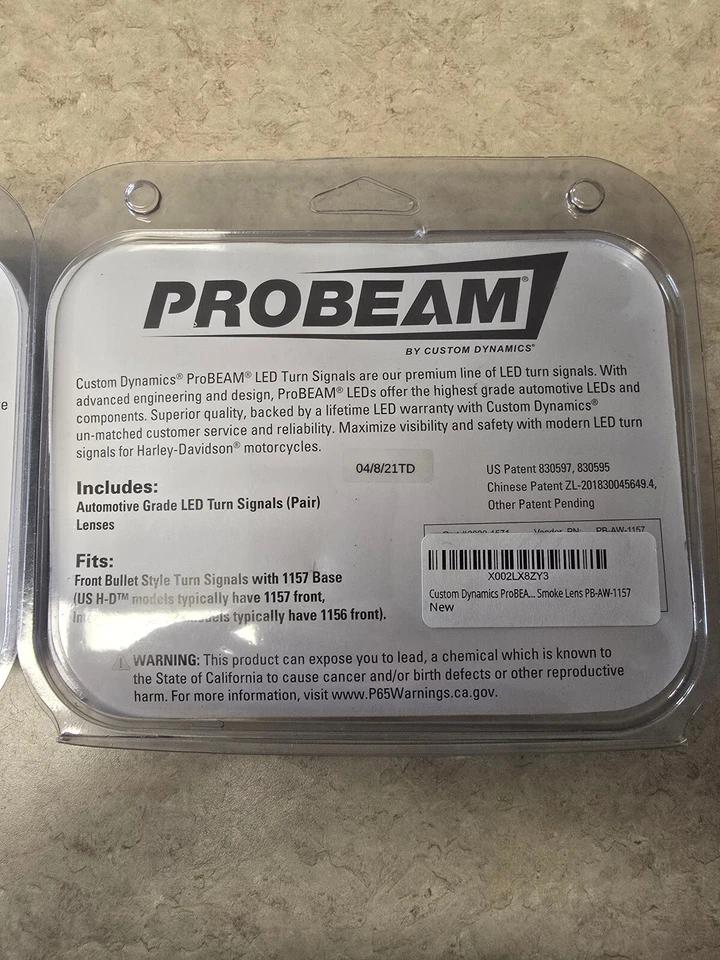 PROBEAM®
BY CUSTOM DYNAMICS®
Custom Dynamics® ProBEAM® LED Turn Signals are our premium line of LED turn signals. With
advanced engineering and design, ProBEAM® LEDs offer the highest grade automotive LEDs and
components. Superior quality, backed by a lifetime LED warranty with Custom Dynamics®
un-matched customer service and reliability. Maximize visibility and safety with modern LED turn
signals for Harley-Davidson® motorcycles.
04/8/21TD
US Patent 830597, 830595
Chinese Patent ZL-201830045649.4,
Other Patent Pending
Includes:
Automotive Grade LED Turn Signals (Pair)
Lenses
Vendor PN: PB-AW-1157
X002LX8ZY3
Custom Dynamics ProBEA... Smoke Lens PB-AW-1157
New
Fits:
Front Bullet Style Turn Signals with 1157 Base
(US H-D™ models typically have 1157 front,
models typically have 1156 front).
WARNING: This product can expose you to lead, a chemical which is known to
the State of California to cause cancer and/or birth defects or other reproductive
harm. For more information, visit www.P65Warnings.ca.gov.